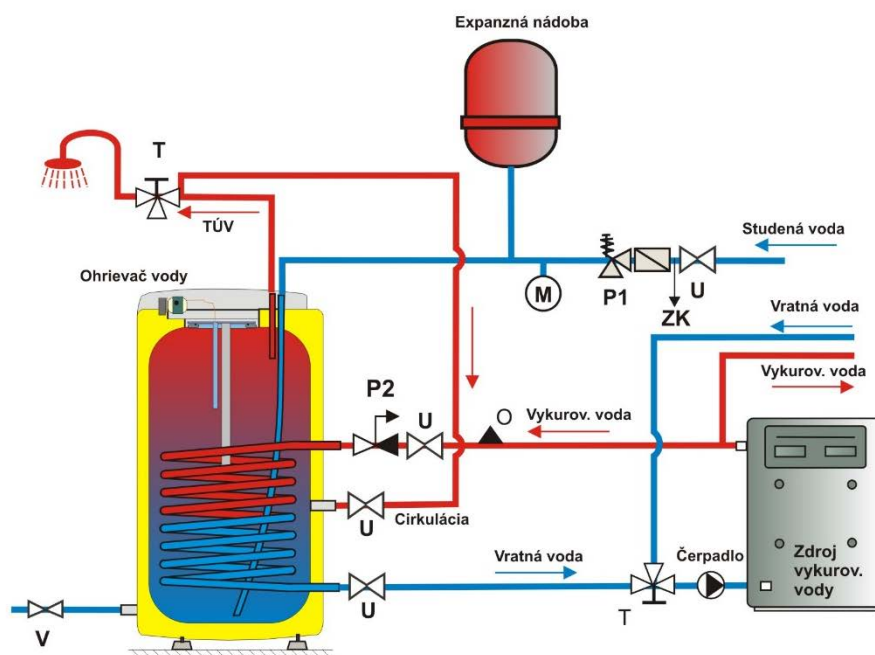 Expanzná nádoba
T
TÚV
Studená voda
Ohrievač vody
M
P1
U
ZK
Vratná voda
Vykurov. voda
P2
U
O
Vykurov. voda
U
Cirkulácia
Vratná voda
Čerpadlo
Zdroj
vykurov.
vody
U
T
V